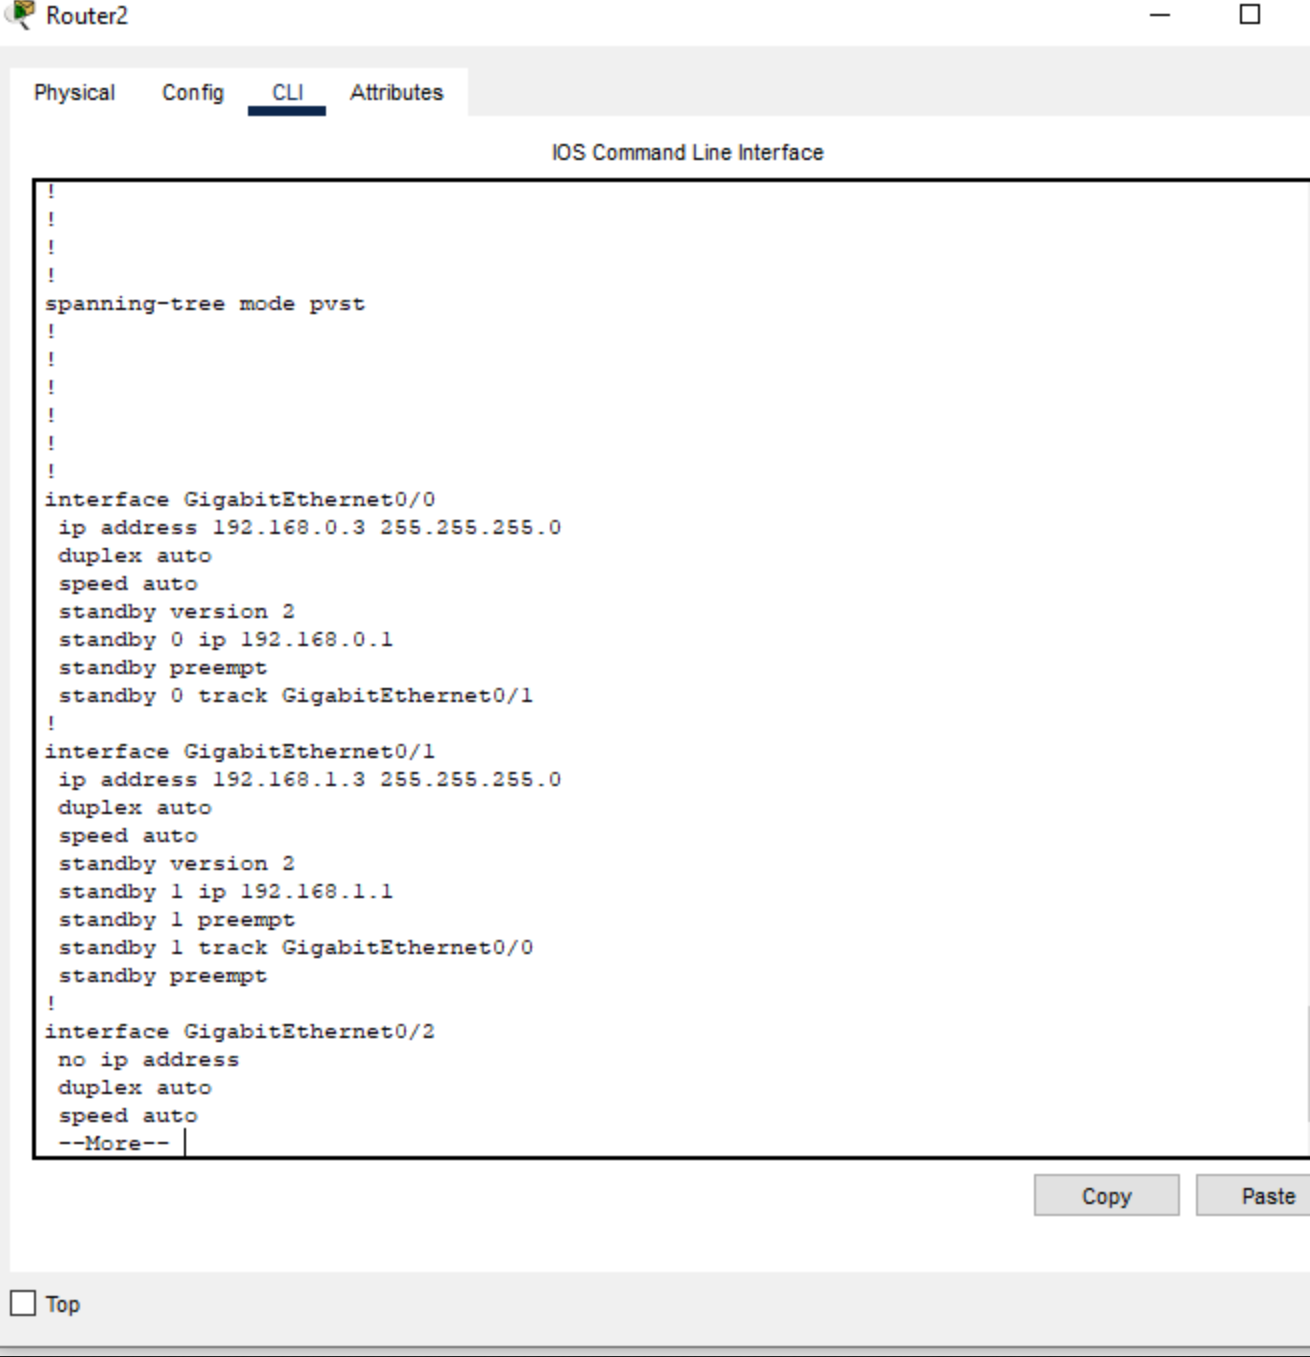 Router2
Physical Config CLI Attributes
IOS Command Line Interface
!
!
!
!
spanning-tree mode pvst
!
!
!
!
!
!
interface GigabitEthernet0/0
ip address 192.168.0.3 255.255.255.0
duplex auto
speed auto
standby version 2
standby 0 ip 192.168.0.1
standby preempt
standby 0 track GigabitEthernet0/1
!
interface GigabitEthernet0/1
ip address 192.168.1.3 255.255.255.0
duplex auto
speed auto
standby version 2
standby 1 ip 192.168.1.1
standby 1 preempt
standby 1 track GigabitEthernet0/0
standby preempt
!
interface GigabitEthernet0/2
no ip address
duplex auto
speed auto
--More--
Copy Paste
Top